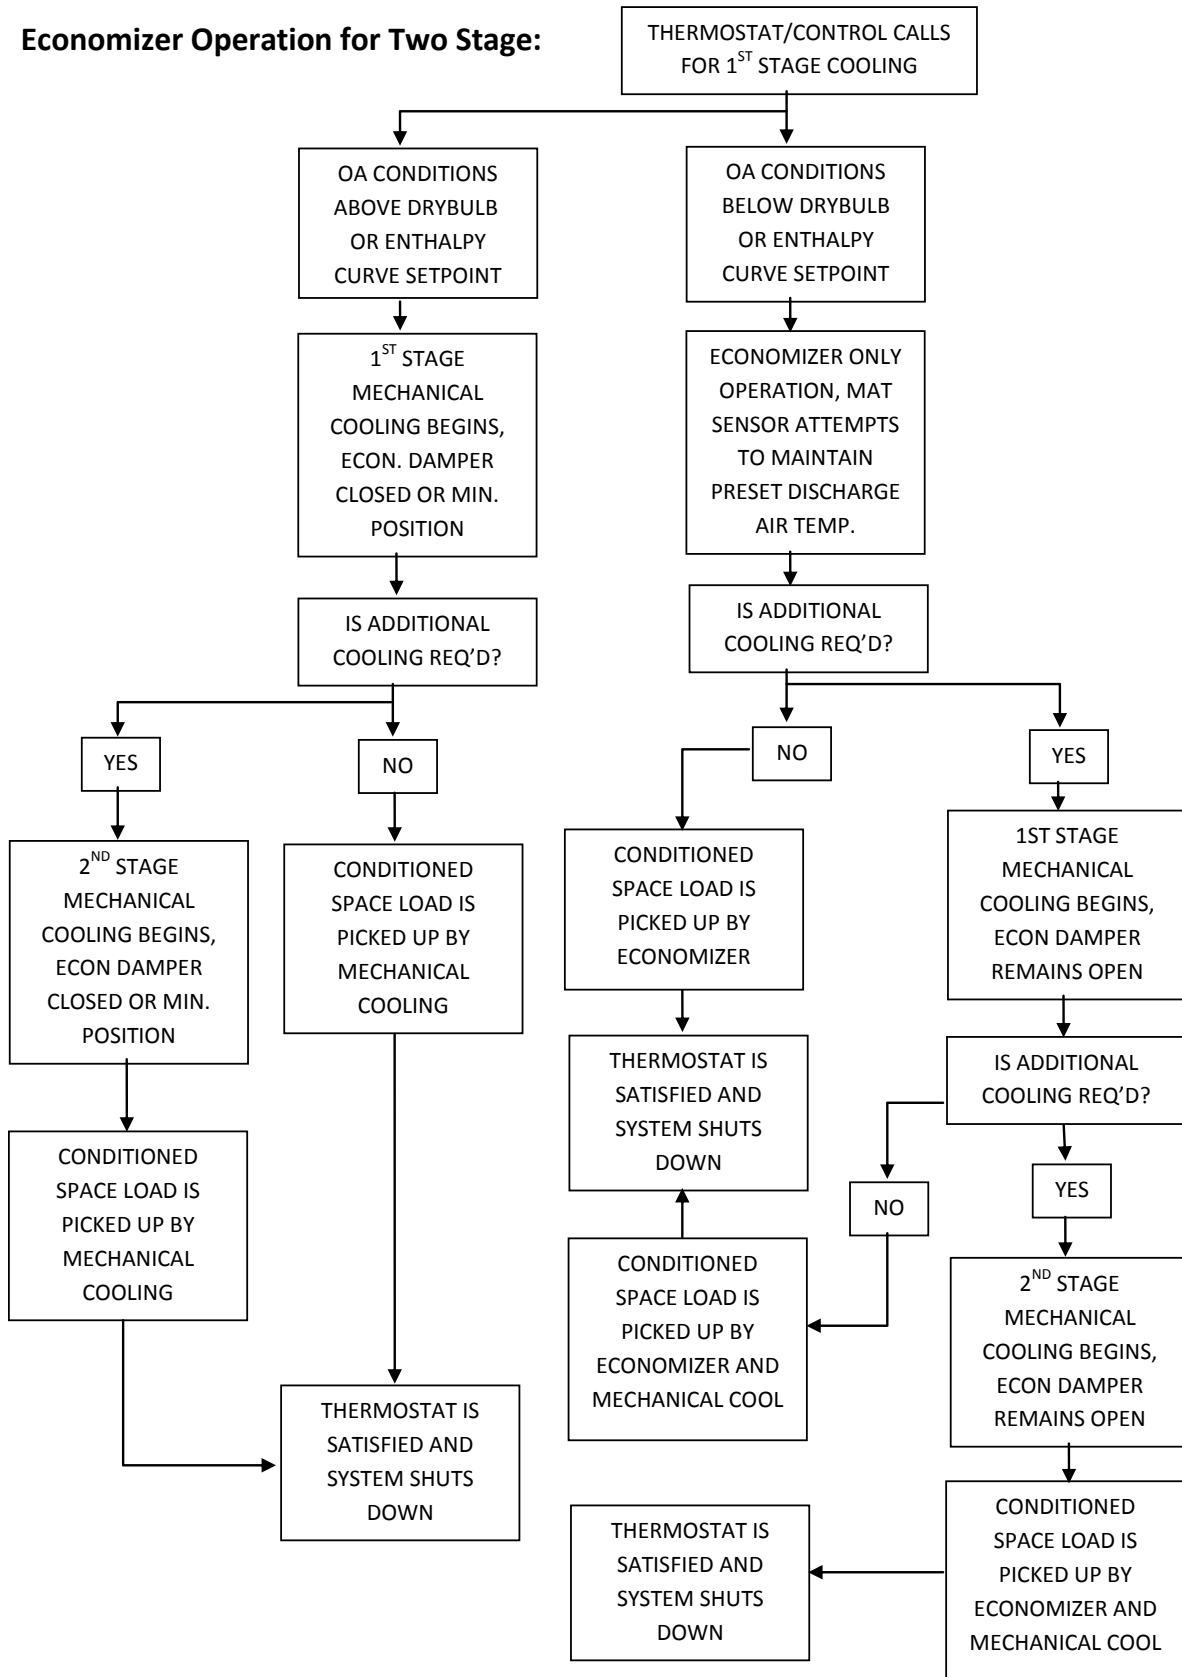 Economizer Operation for Two Stage:
THERMOSTAT/CONTROL CALLS
FOR 1ST STAGE COOLING
OA CONDITIONS
ABOVE DRYBULB
OR ENTHALPY
CURVE SETPOINT
OA CONDITIONS
BELOW DRYBULB
OR ENTHALPY
CURVE SETPOINT
1ST STAGE
MECHANICAL
COOLING BEGINS,
ECON. DAMPER
CLOSED OR MIN.
POSITION
ECONOMIZER ONLY
OPERATION, MAT
SENSOR ATTEMPTS
TO MAINTAIN
PRESET DISCHARGE
AIR TEMP.
IS ADDITIONAL
COOLING REQ’D?
IS ADDITIONAL
COOLING REQ’D?
YES
NO
NO
YES
2ND STAGE
MECHANICAL
COOLING BEGINS,
ECON DAMPER
CLOSED OR MIN.
POSITION
CONDITIONED
SPACE LOAD IS
PICKED UP BY
MECHANICAL
COOLING
CONDITIONED
SPACE LOAD IS
PICKED UP BY
ECONOMIZER
1ST STAGE
MECHANICAL
COOLING BEGINS,
ECON DAMPER
REMAINS OPEN
THERMOSTAT IS
SATISFIED AND
SYSTEM SHUTS
DOWN
IS ADDITIONAL
COOLING REQ’D?
CONDITIONED
SPACE LOAD IS
PICKED UP BY
MECHANICAL
COOLING
NO
YES
CONDITIONED
SPACE LOAD IS
PICKED UP BY
ECONOMIZER AND
MECHANICAL COOL
2ND STAGE
MECHANICAL
COOLING BEGINS,
ECON DAMPER
REMAINS OPEN
THERMOSTAT IS
SATISFIED AND
SYSTEM SHUTS
DOWN
THERMOSTAT IS
SATISFIED AND
SYSTEM SHUTS
DOWN
CONDITIONED
SPACE LOAD IS
PICKED UP BY
ECONOMIZER AND
MECHANICAL COOL